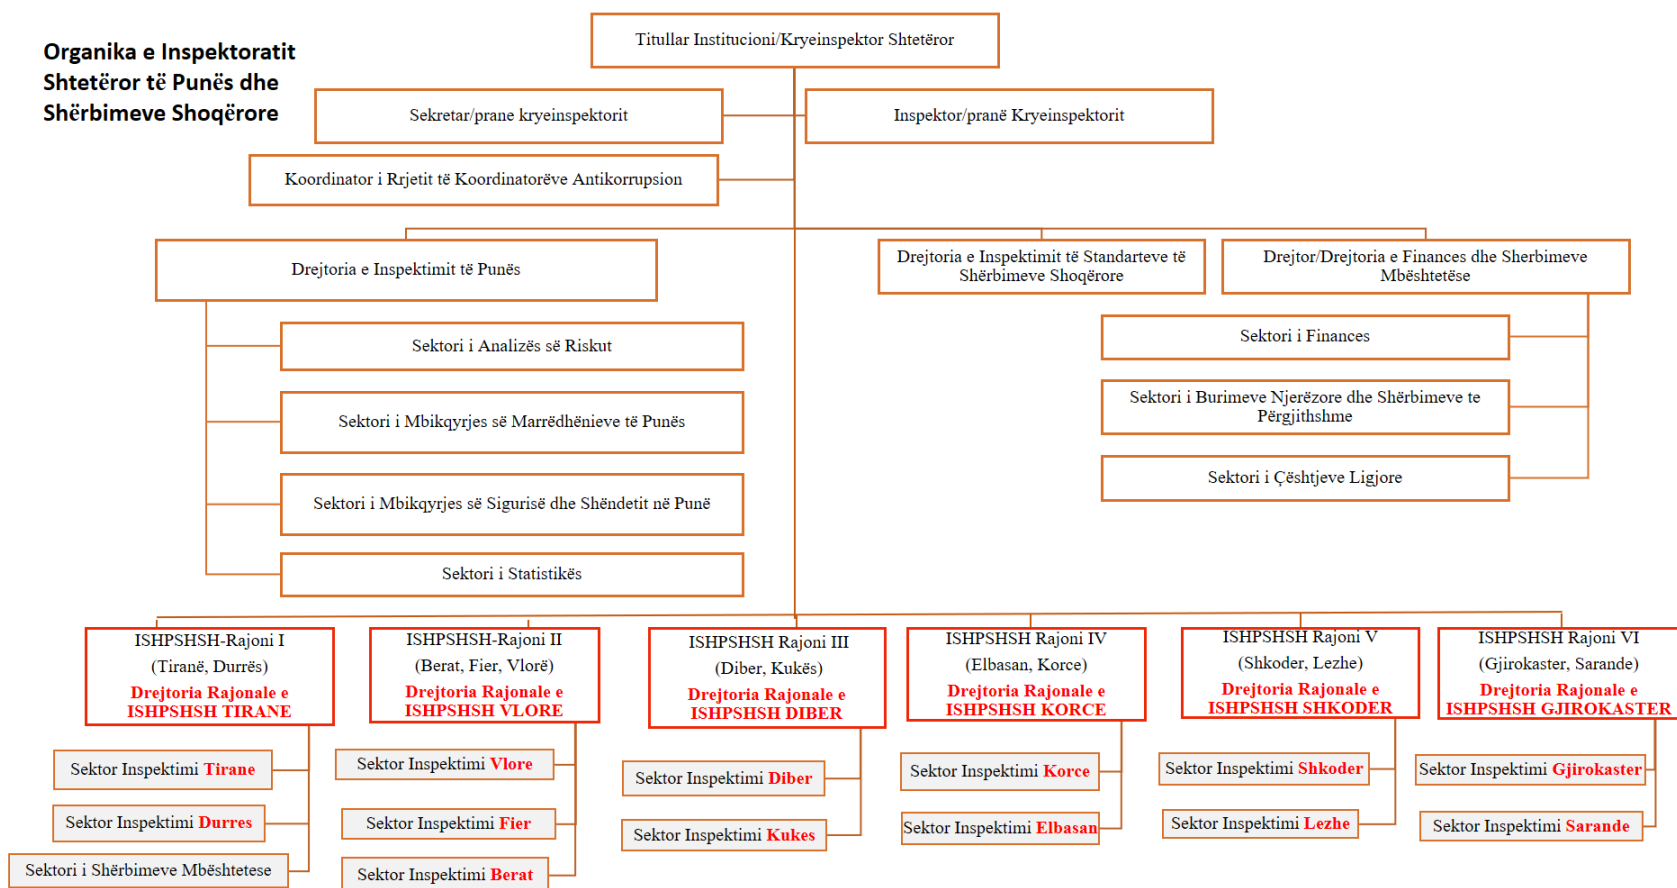 Organika e Inspektoratit
Shtetëror të Punës dhe
Shërbimeve Shoqërore
Titullar Institucioni/Kryeinspektor Shtetëror
Sekretar/prane kryeinspektorit
Inspektor/pranë Kryeinspektorit
Koordinator i Rrjetit të Koordinatorëve Antikorrupsion
Drejtoria e Inspektimit të Punës
Drejtoria e Inspektimit të Standarteve të
Shërbimeve Shoqërore
Drejtor/Drejtoria e Finances dhe Sherbimeve
Mbështetëse
Sektori i Analizës së Riskut
Sektori i Mbikqyrjes së Marrëdhënieve të Punës
Sektori i Mbikqyrjes së Sigurisë dhe Shëndetit në Punë
Sektori i Statistikës
Sektori i Finances
Sektori i Burimeve Njerëzore dhe Shërbimeve te
Përgjithshme
Sektori i Çështjeve Ligjore
ISHPSHSH-Rajoni I
(Tiranë, Durrës)
Drejtoria Rajonale e
ISHPSHSH TIRANE
Sektor Inspektimi Tirane
Sektor Inspektimi Durres
Sektori i Shërbimeve Mbështetese
ISHPSHSH-Rajoni II
(Berat, Fier, Vlorë)
Drejtoria Rajonale e
ISHPSHSH VLORE
Sektor Inspektimi Vlore
Sektor Inspektimi Fier
Sektor Inspektimi Berat
ISHPSHSH Rajoni III
(Diber, Kukës)
Drejtoria Rajonale e
ISHPSHSH DIBER
Sektor Inspektimi Diber
Sektor Inspektimi Kukes
ISHPSHSH Rajoni IV
(Elbasan, Korce)
Drejtoria Rajonale e
ISHPSHSH KORCE
Sektor Inspektimi Korce
Sektor Inspektimi Elbasan
ISHPSHSH Rajoni V
(Shkoder, Lezhe)
Drejtoria Rajonale e
ISHPSHSH SHKODER
Sektor Inspektimi Shkoder
Sektor Inspektimi Lezhe
ISHPSHSH Rajoni VI
(Gjirokaster, Sarande)
Drejtoria Rajonale e
ISHPSHSH GJIROKASTER
Sektor Inspektimi Gjirokaster
Sektor Inspektimi Sarande